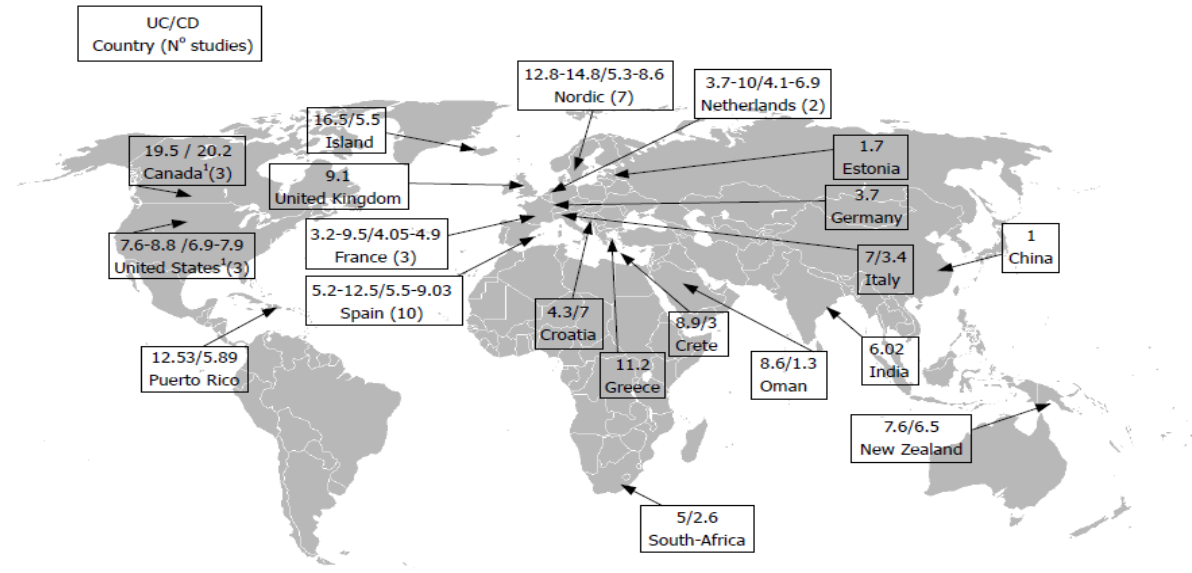 UC/CD
Country (Nº studies)
12.8-14.8/5.3-8.6
Nordic (7)
3.7-10/4.1-6.9
Netherlands (2)
16.5/5.5
Island
19.5 / 20.2
Canada¹(3)
9.1
United Kingdom
1.7
Estonia
3.7
Germany
7.6-8.8 /6.9-7.9
United States¹(3)
3.2-9.5/4.05-4.9
France (3)
7/3.4
Italy
1
China
5.2-12.5/5.5-9.03
Spain (10)
4.3/7
Croatia
8.9/3
Crete
12.53/5.89
Puerto Rico
11.2
Greece
8.6/1.3
Oman
6.02
India
7.6/6.5
New Zealand
5/2.6
South-Africa